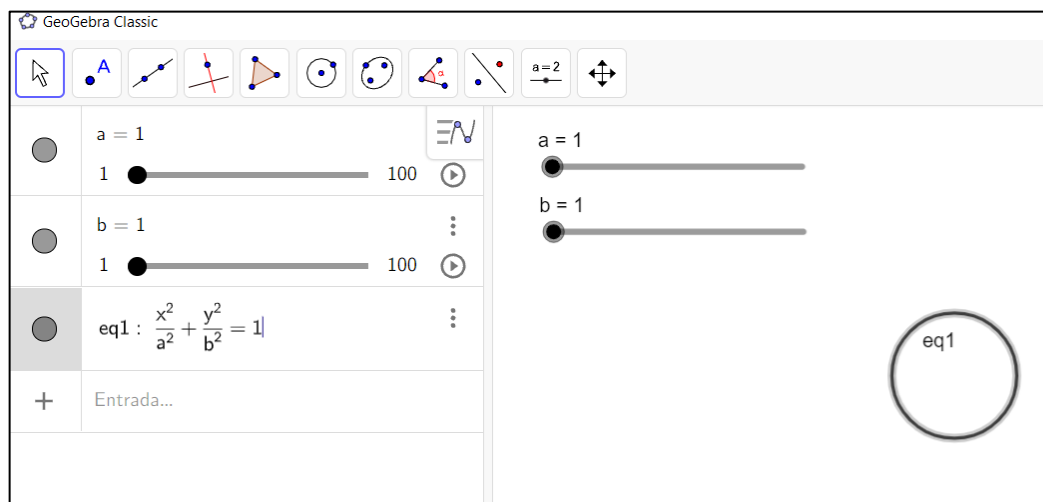 GeoGebra Classic
A
α
a=2
a = 1
1 100
b = 1
1 100
eq1 : x²/a² + y²/b² = 1
+ Entrada...
a = 1
b = 1
eq1